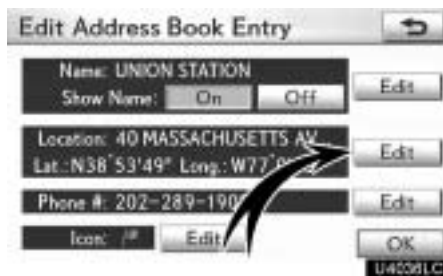 Edit Address Book Entry
Name: UNION STATION
Show Name: On Off
Edit
Location: 40 MASSACHUSETTS AV
Lat.:N38°53'49" Long.: W77°
Edit
Phone #: 202-289-190
Edit
Icon: Edit
OK
U4036LC